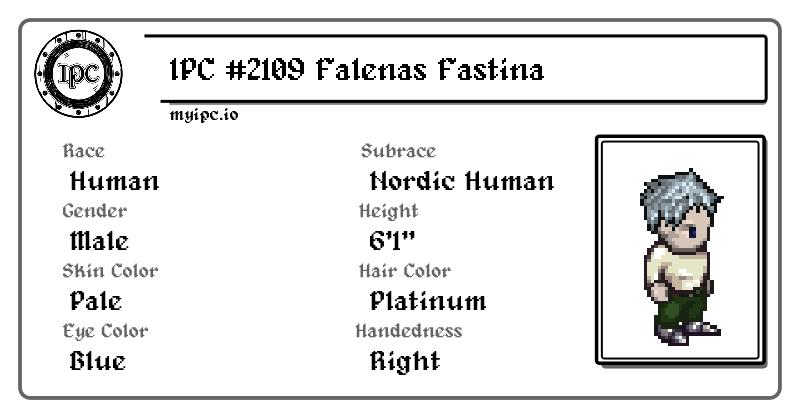 IPC
IPC #2109 Falenas Fastina
myipc.io
Race
Human
Subrace
Nordic Human
Gender
Male
Height
6'1"
Skin Color
Pale
Hair Color
Platinum
Eye Color
Blue
Handedness
Right